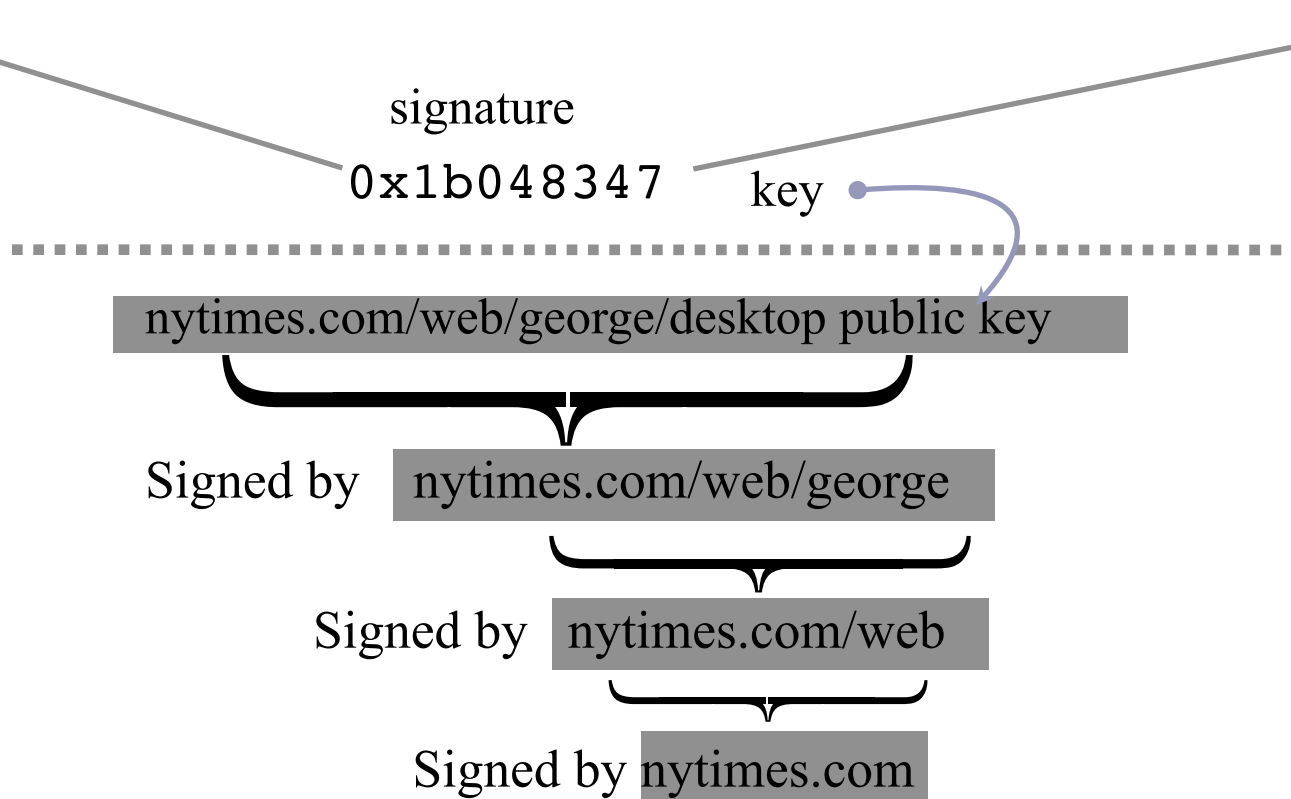 signature
0x1b048347
key
nytimes.com/web/george/desktop public key
Signed by nytimes.com/web/george
Signed by nytimes.com/web
Signed by nytimes.com